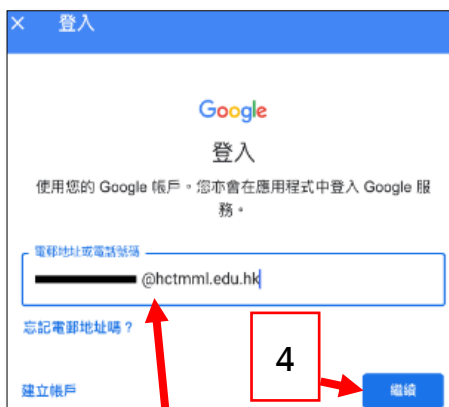 × 登入
Google
登入
使用您的 Google 帳戶。您亦會在應用程式中登入 Google 服
務。
電郵地址或電話號碼
@hctmml.edu.hk
忘記電郵地址嗎？
4
建立帳戶
繼續